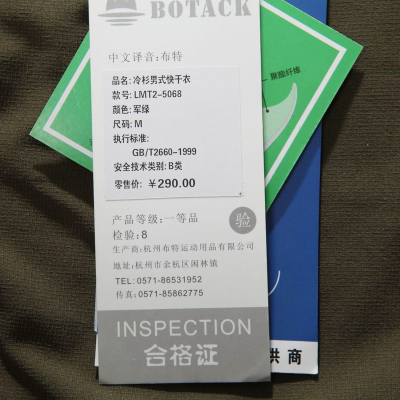 BOTACK
中文译音：布特
品名：冷杉男式快干衣
款号：LMT2-5068
颜色：军绿
尺码：M
执行标准：
GB/T2660-1999
安全技术类别：B类
零售价：￥290.00
产品等级：一等品
检验：8
验
生产商：杭州布特运动用品有限公司
地址：杭州市余杭区闲林镇
TEL：0571-86531952
传真：0571-85862775
INSPECTION
合格证
聚酯纤维
供商